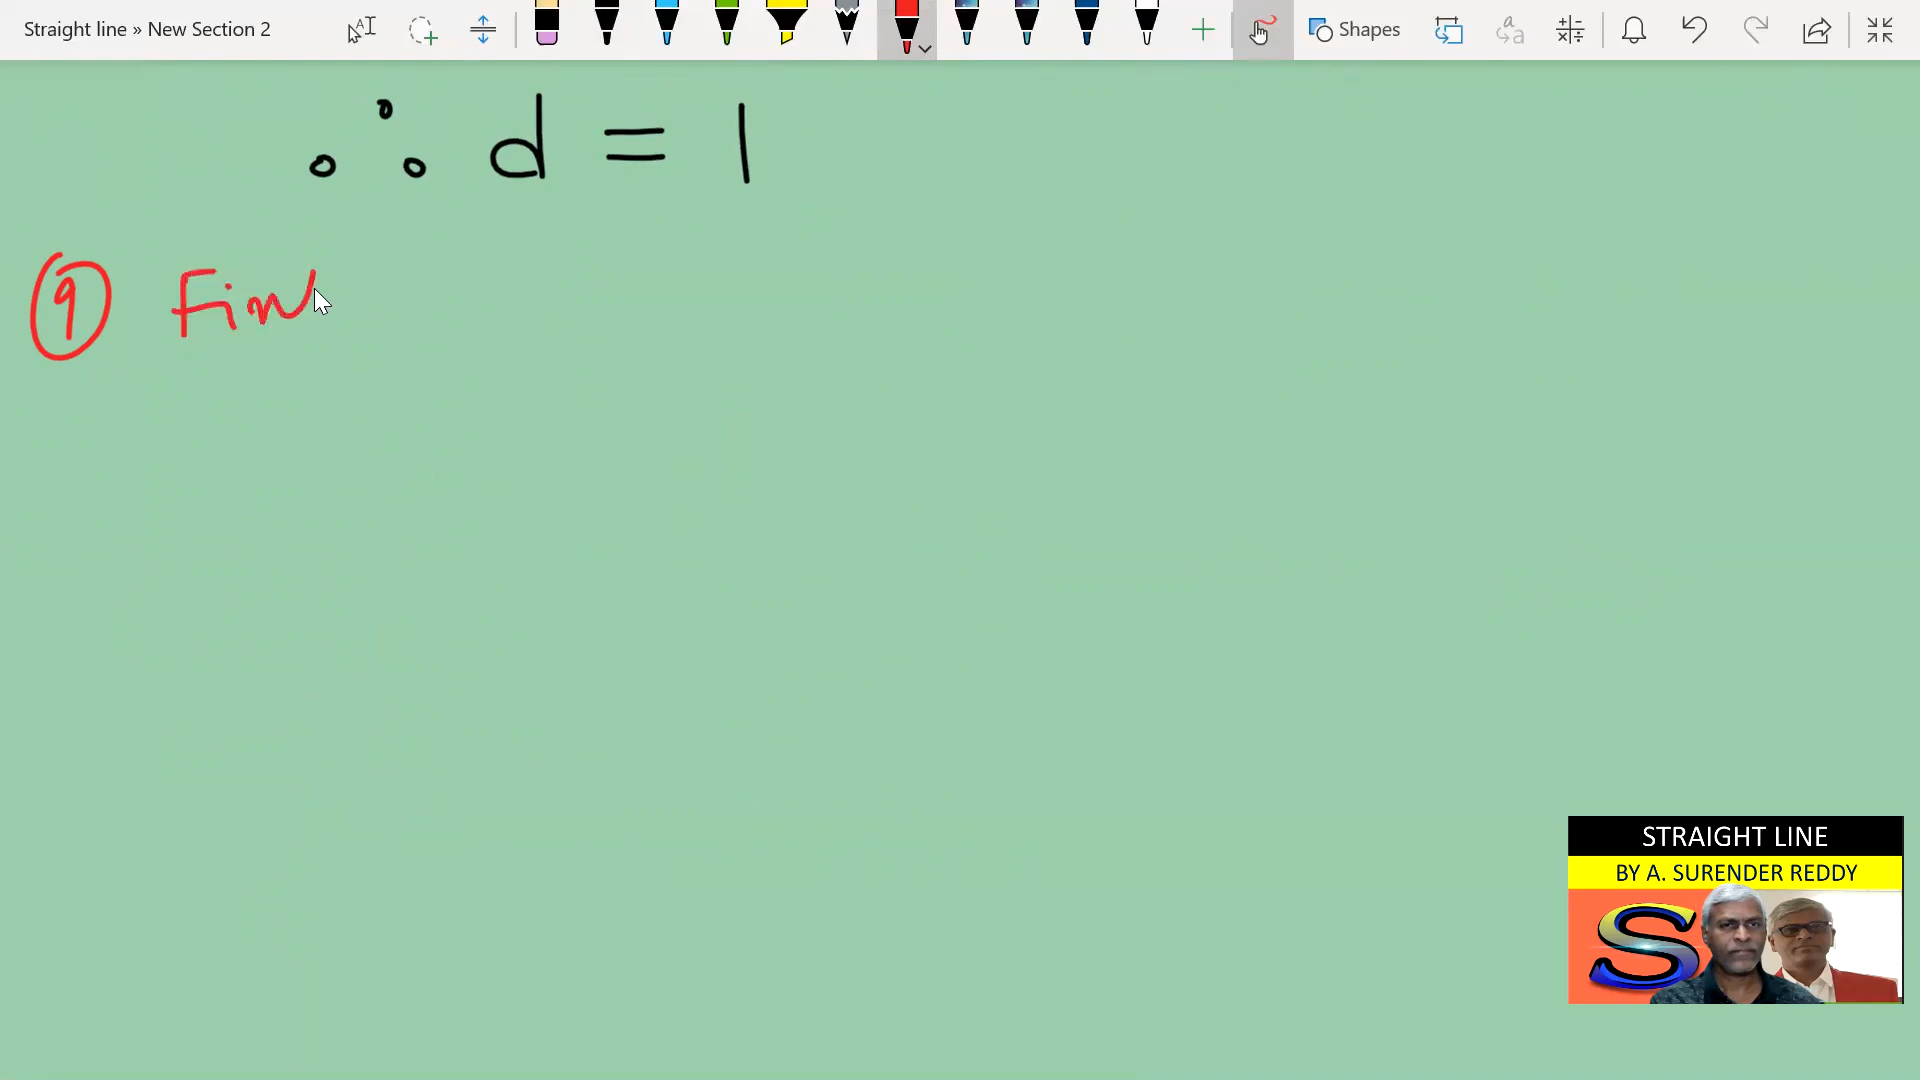 Straight line » New Section 2
Shapes
∴ d = 1
⑨ Fin
STRAIGHT LINE
BY A. SURENDER REDDY
S